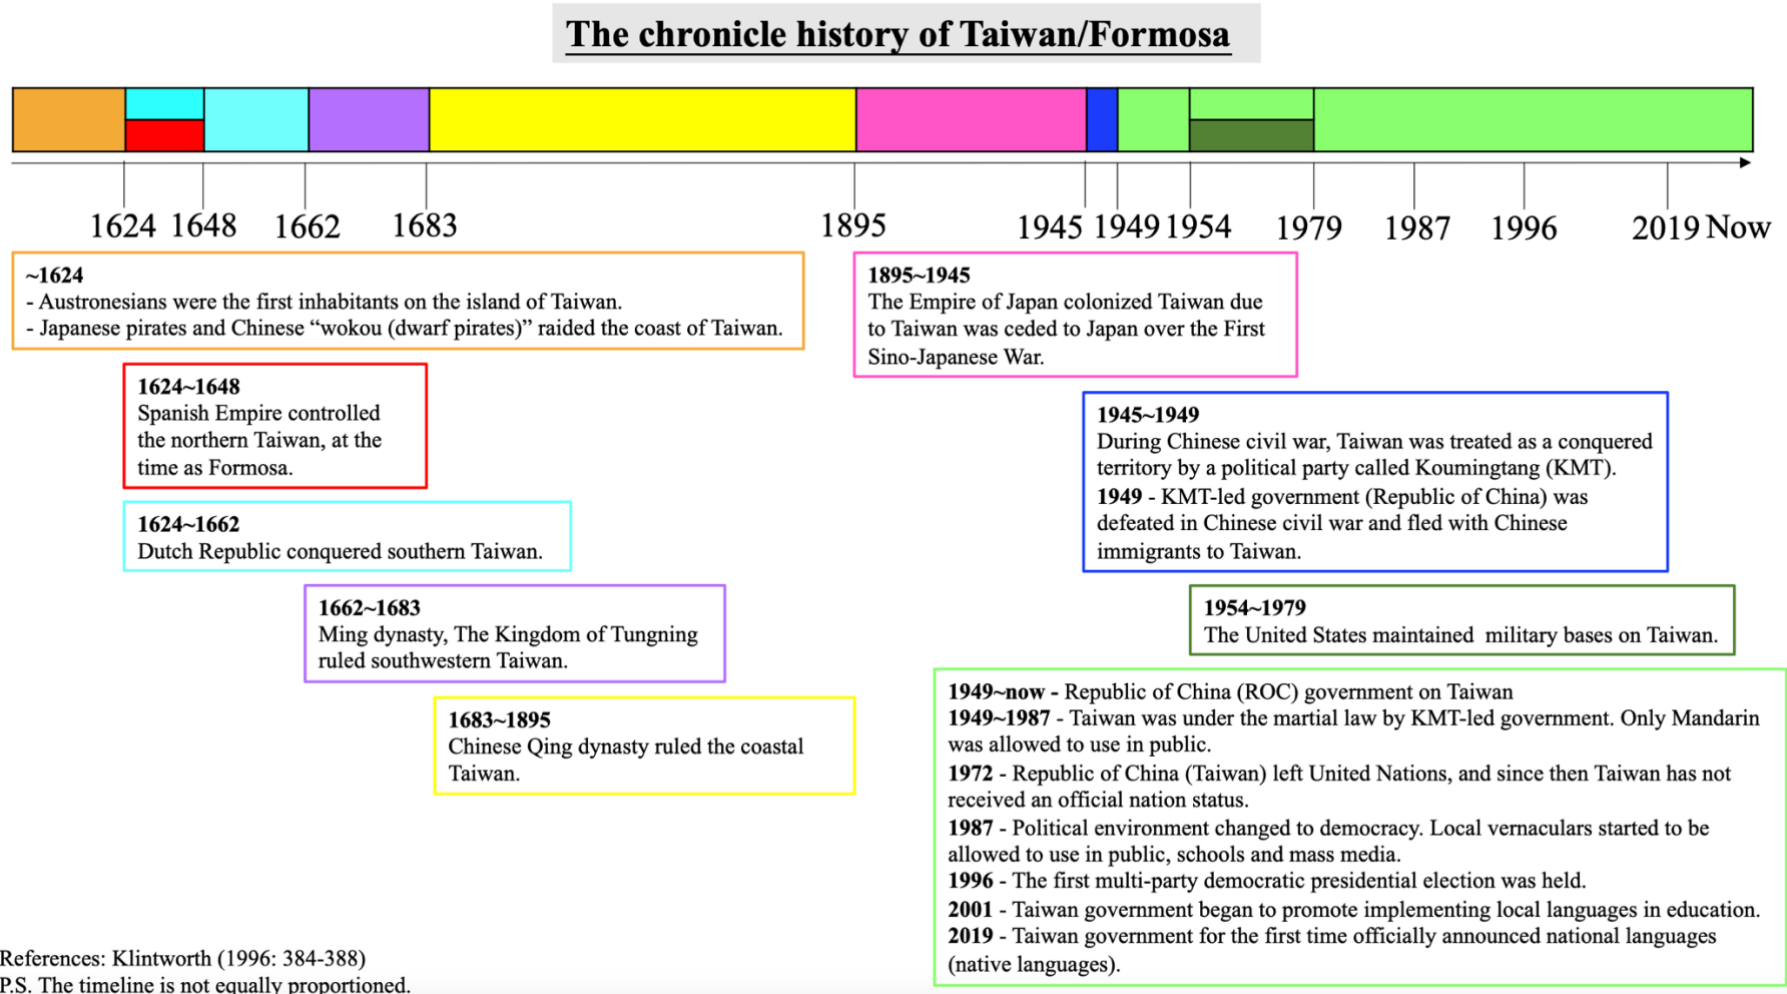 The chronicle history of Taiwan/Formosa
1624 1648 1662 1683 1895 1945 1949 1954 1979 1987 1996 2019 Now
~1624
- Austronesians were the first inhabitants on the island of Taiwan.
- Japanese pirates and Chinese “wokou (dwarf pirates)” raided the coast of Taiwan.
1624~1648
Spanish Empire controlled
the northern Taiwan, at the
time as Formosa.
1624~1662
Dutch Republic conquered southern Taiwan.
1662~1683
Ming dynasty, The Kingdom of Tungning
ruled southwestern Taiwan.
1683~1895
Chinese Qing dynasty ruled the coastal
Taiwan.
1895~1945
The Empire of Japan colonized Taiwan due
to Taiwan was ceded to Japan over the First
Sino-Japanese War.
1945~1949
During Chinese civil war, Taiwan was treated as a conquered
territory by a political party called Koumingtang (KMT).
1949 - KMT-led government (Republic of China) was
defeated in Chinese civil war and fled with Chinese
immigrants to Taiwan.
1954~1979
The United States maintained  military bases on Taiwan.
1949~now - Republic of China (ROC) government on Taiwan
1949~1987 - Taiwan was under the martial law by KMT-led government. Only Mandarin
was allowed to use in public.
1972 - Republic of China (Taiwan) left United Nations, and since then Taiwan has not
received an official nation status.
1987 - Political environment changed to democracy. Local vernaculars started to be
allowed to use in public, schools and mass media.
1996 - The first multi-party democratic presidential election was held.
2001 - Taiwan government began to promote implementing local languages in education.
2019 - Taiwan government for the first time officially announced national languages
(native languages).
References: Klintworth (1996: 384-388)
P.S. The timeline is not equally proportioned.